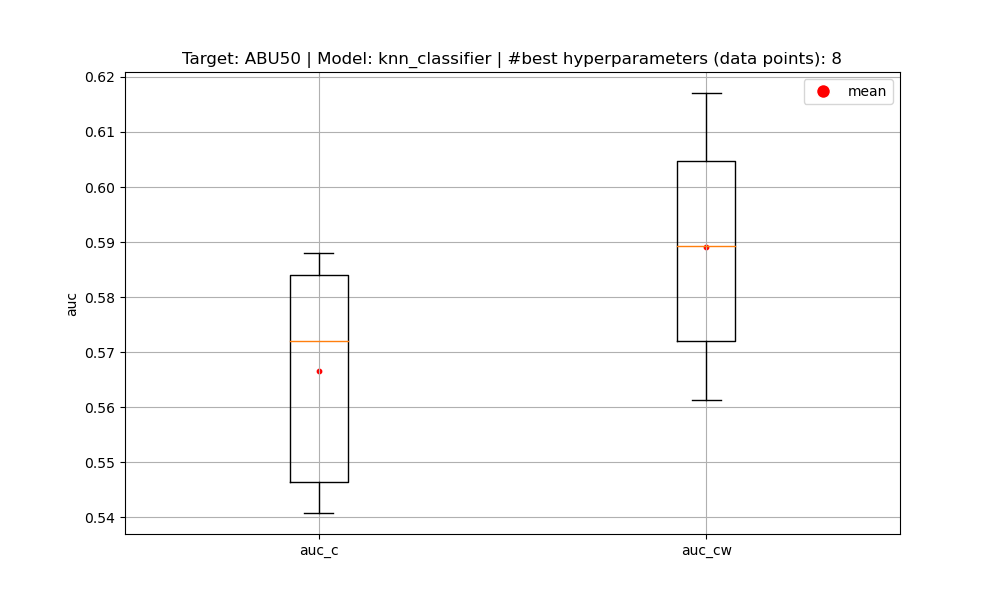 Target: ABU50 | Model: knn_classifier | #best hyperparameters (data points): 8
mean
0.62
0.61
0.60
0.59
0.58
0.57
0.56
0.55
0.54
auc
auc_c
auc_cw